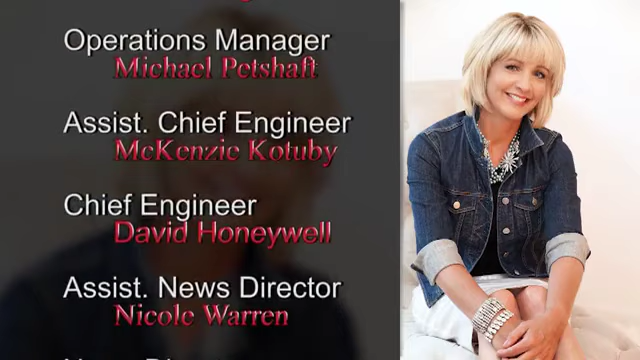 Operations Manager
Michael Petshaft
Assist. Chief Engineer
McKenzie Kotuby
Chief Engineer
David Honeywell
Assist. News Director
Nicole Warren